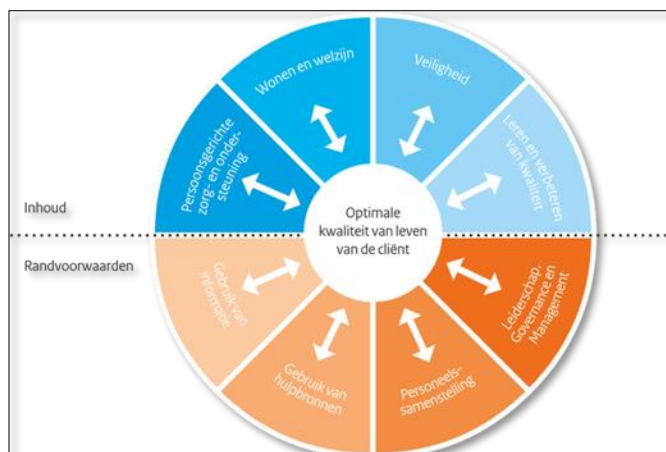 Wonen en welzijn
Veiligheid
Persoonsgerichte
zorg- en onder-
steuning
Leren en verbeteren
van kwaliteit
Inhoud
Optimale
kwaliteit van leven
van de cliënt
Randvoorwaarden
Gebruik van
informatie
Leiderschap,
Governance en
Management
Gebruik van
hulpbronnen
Personeels-
samenstelling